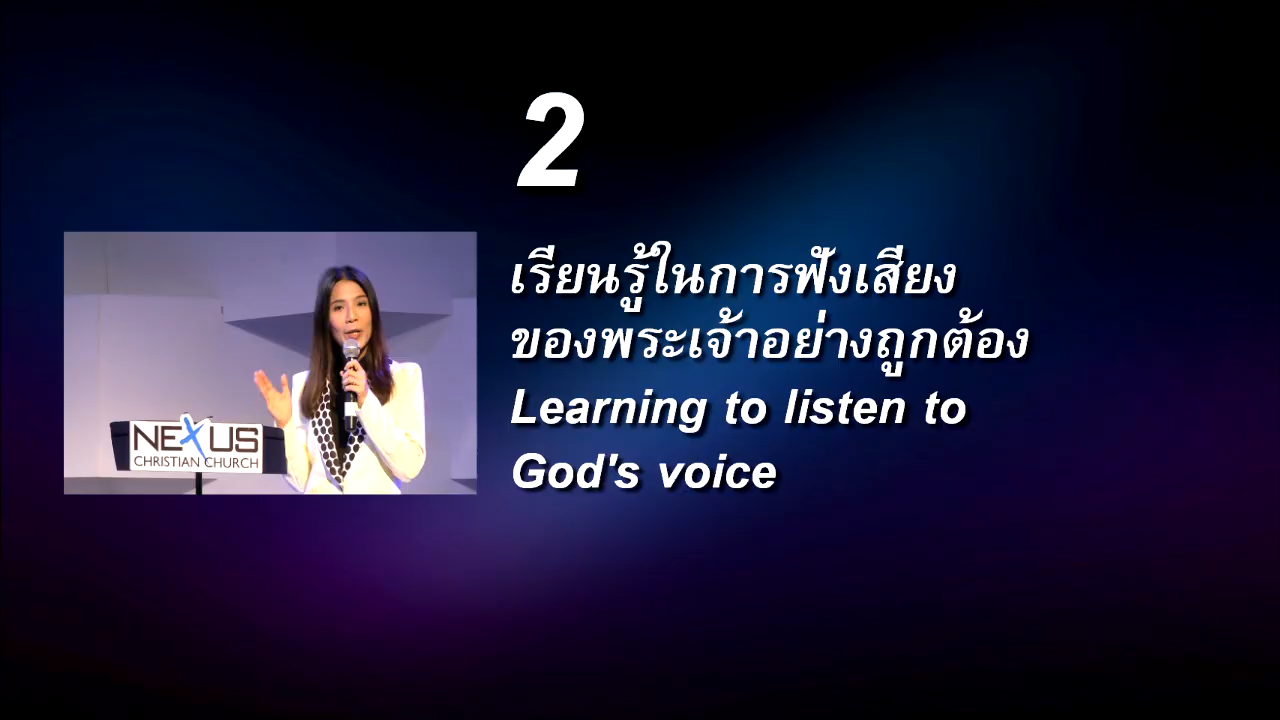 2
เรียนรู้ในการฟังเสียง
ของพระเจ้าอย่างถูกต้อง
Learning to listen to
God's voice
NEXUS
CHRISTIAN CHURCH